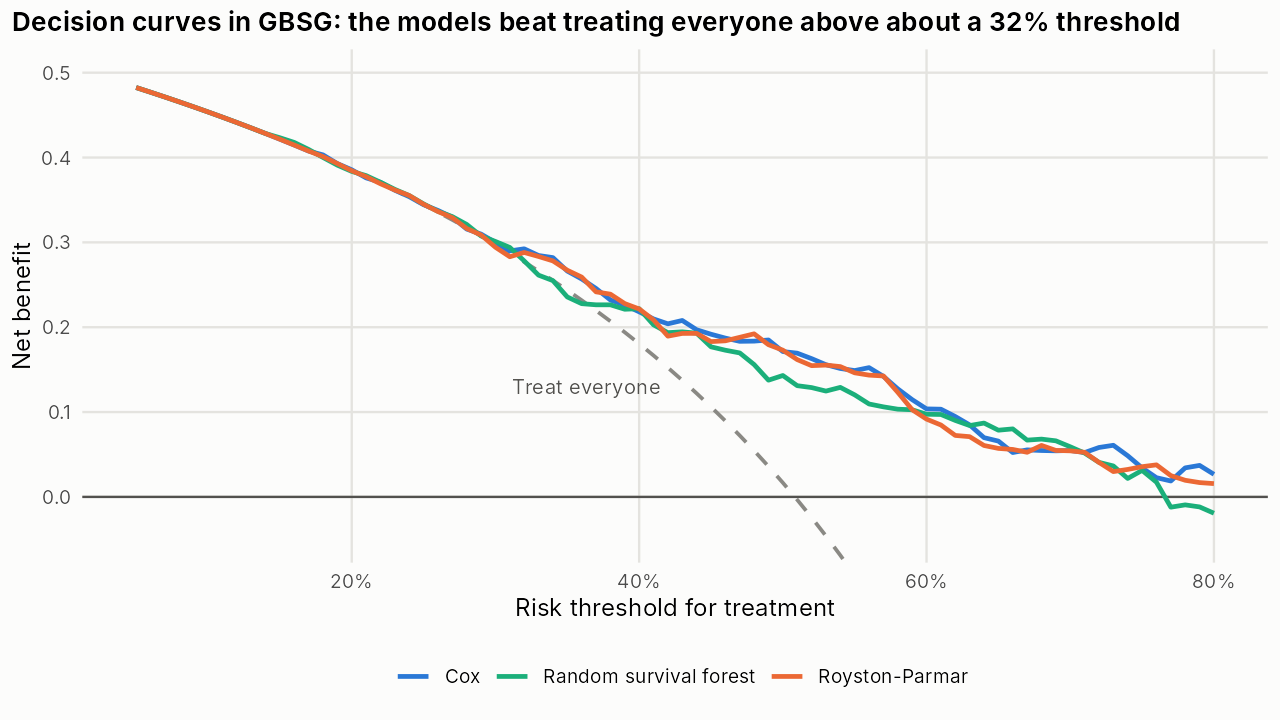 Decision curves in GBSG: the models beat treating everyone above about a 32% threshold
Net benefit
0.5
0.4
0.3
0.2
0.1
0.0
Treat everyone
20%
40%
60%
80%
Risk threshold for treatment
Cox
Random survival forest
Royston-Parmar